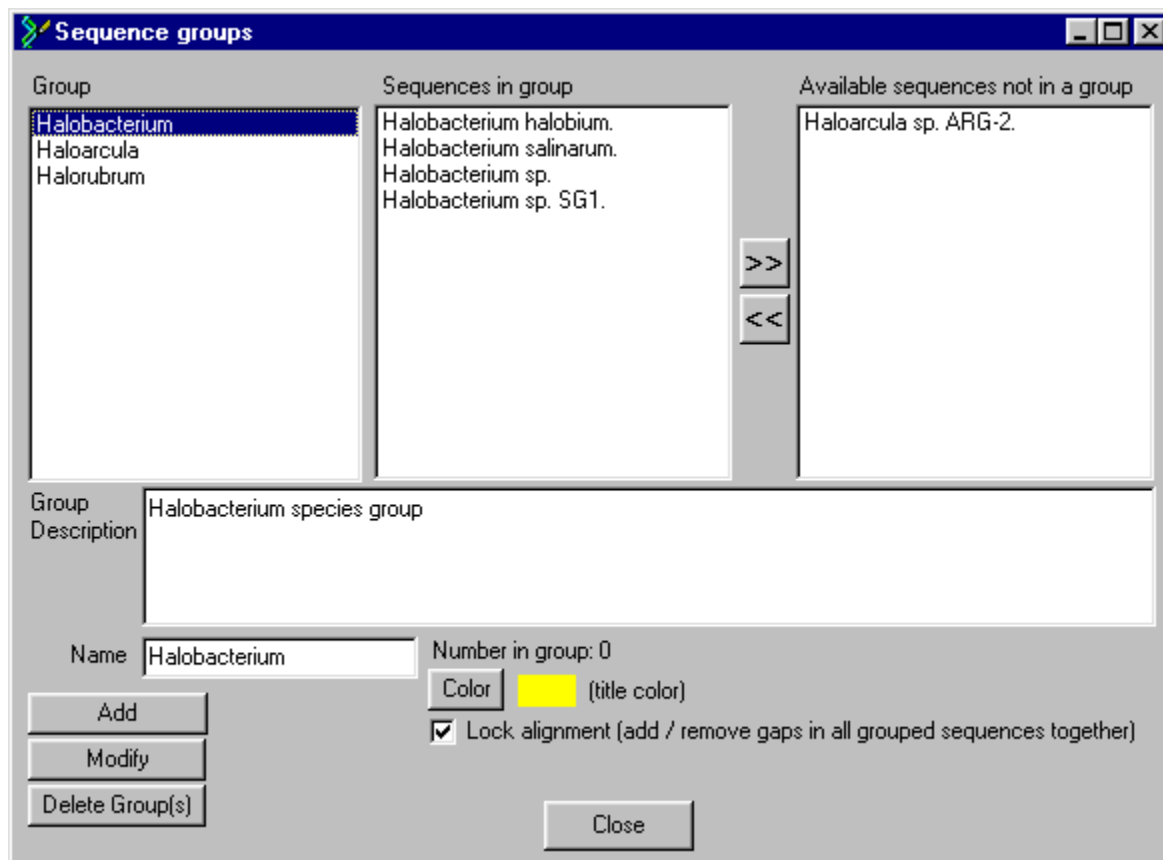 Sequence groups
Group
Sequences in group
Available sequences not in a group
Halobacterium
Haloarcula
Halorubrum
Halobacterium halobium.
Halobacterium salinarum.
Halobacterium sp.
Halobacterium sp. SG1.
Haloarcula sp. ARG-2.
>>
<<
Group
Description
Halobacterium species group
Name
Halobacterium
Number in group: 0
Color
(title color)
Lock alignment (add / remove gaps in all grouped sequences together)
Add
Modify
Delete Group(s)
Close